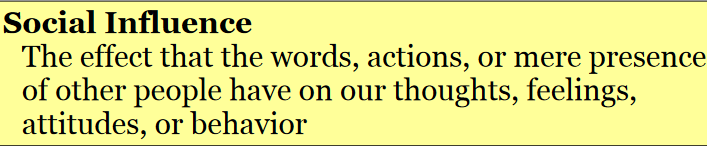 Social Influence
The effect that the words, actions, or mere presence
of other people have on our thoughts, feelings,
attitudes, or behavior